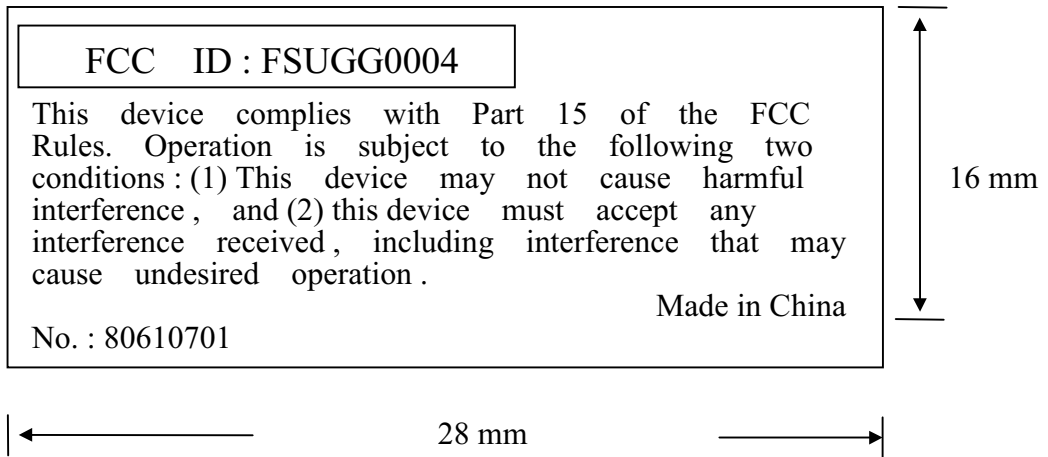 FCC ID : FSUGG0004
This device complies with Part 15 of the FCC
Rules. Operation is subject to the following two
conditions : (1) This device may not cause harmful
interference , and (2) this device must accept any
interference received , including interference that may
cause undesired operation .
Made in China
No. : 80610701
16 mm
28 mm